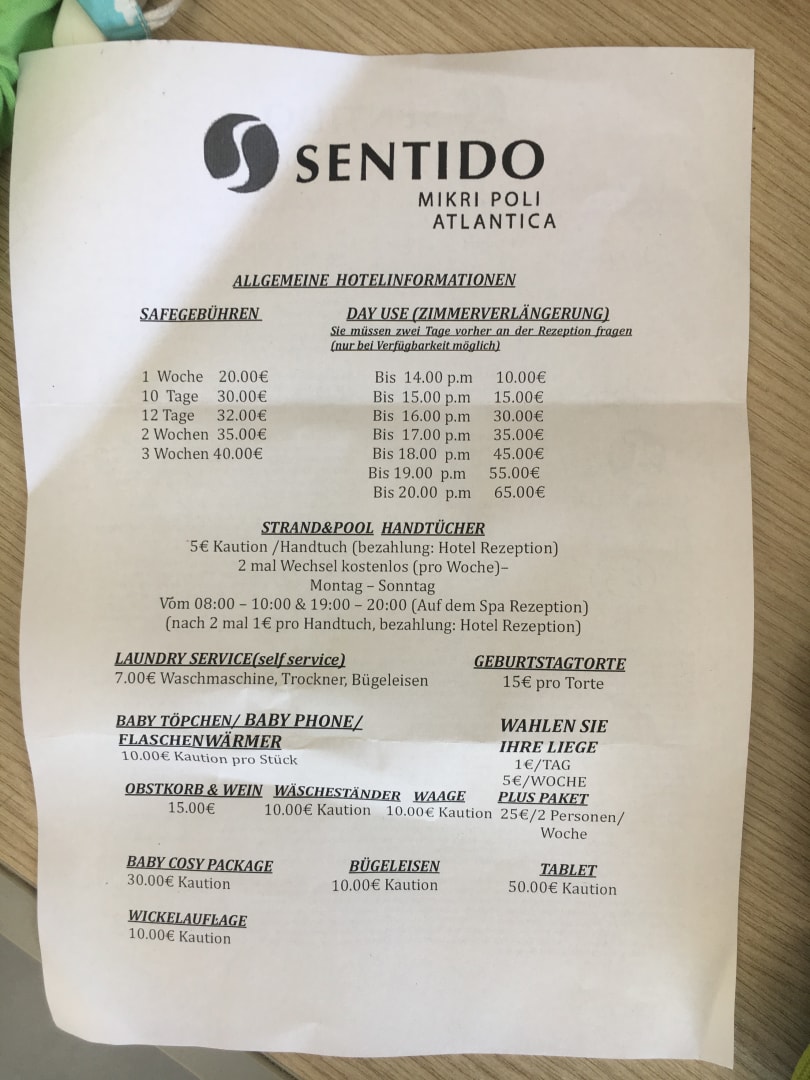 SENTIDO
MIKRI POLI
ATLANTICA
ALLGEMEINE HOTELINFORMATIONEN
SAFEGEBÜHREN
1 Woche 20.00€
10 Tage 30.00€
12 Tage 32.00€
2 Wochen 35.00€
3 Wochen 40.00€
DAY USE (ZIMMERVERLÄNGERUNG)
Sie müssen zwei Tage vorher an der Rezeption fragen
(nur bei Verfügbarkeit möglich)
Bis 14.00 p.m 10.00€
Bis 15.00 p.m 15.00€
Bis 16.00 p.m 30.00€
Bis 17.00 p.m 35.00€
Bis 18.00 p.m 45.00€
Bis 19.00 p.m 55.00€
Bis 20.00 p.m 65.00€
STRAND&POOL HANDTÜCHER
5€ Kaution /Handtuch (bezahlung: Hotel Rezeption)
2 mal Wechsel kostenlos (pro Woche)–
Montag – Sonntag
Vom 08:00 – 10:00 & 19:00 – 20:00 (Auf dem Spa Rezeption)
(nach 2 mal 1€ pro Handtuch, bezahlung: Hotel Rezeption)
LAUNDRY SERVICE(self service)
7.00€ Waschmaschine, Trockner, Bügeleisen
GEBURTSTAGTORTE
15€ pro Torte
BABY TÖPCHEN/ BABY PHONE/
FLASCHENWÄRMER
10.00€ Kaution pro Stück
WAHLEN SIE
IHRE LIEGE
1€/TAG
5€/WOCHE
OBSTKORB & WEIN
15.00€
WÄSCHESTÄNDER
10.00€ Kaution
WAAGE
10.00€ Kaution
PLUS PAKET
25€/2 Personen/
Woche
BABY COSY PACKAGE
30.00€ Kaution
BÜGELEISEN
10.00€ Kaution
TABLET
50.00€ Kaution
WICKELAUFLAGE
10.00€ Kaution